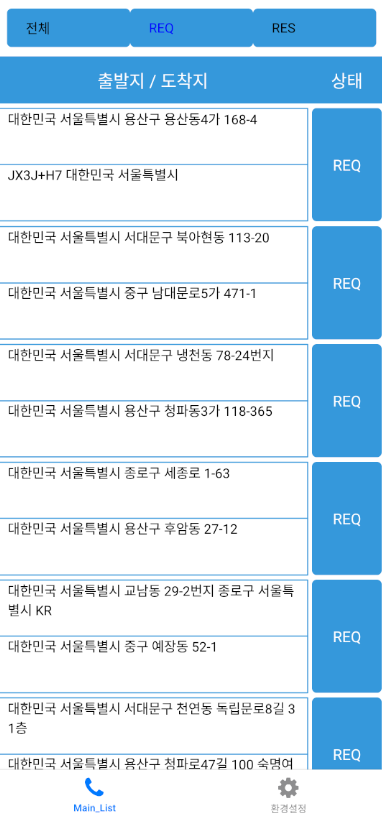 전체 REQ RES
출발지 / 도착지 상태
대한민국 서울특별시 용산구 용산동4가 168-4
REQ
JX3J+H7 대한민국 서울특별시
대한민국 서울특별시 서대문구 북아현동 113-20
REQ
대한민국 서울특별시 중구 남대문로5가 471-1
대한민국 서울특별시 서대문구 냉천동 78-24번지
REQ
대한민국 서울특별시 용산구 청파동3가 118-365
대한민국 서울특별시 종로구 세종로 1-63
REQ
대한민국 서울특별시 용산구 후암동 27-12
대한민국 서울특별시 교남동 29-2번지 종로구 서울특
별시 KR
REQ
대한민국 서울특별시 중구 예장동 52-1
대한민국 서울특별시 서대문구 천연동 독립문로8길 3
1층
REQ
대한민국 서울특별시 용산구 청파로47길 100 숙명여
Main_List 환경설정